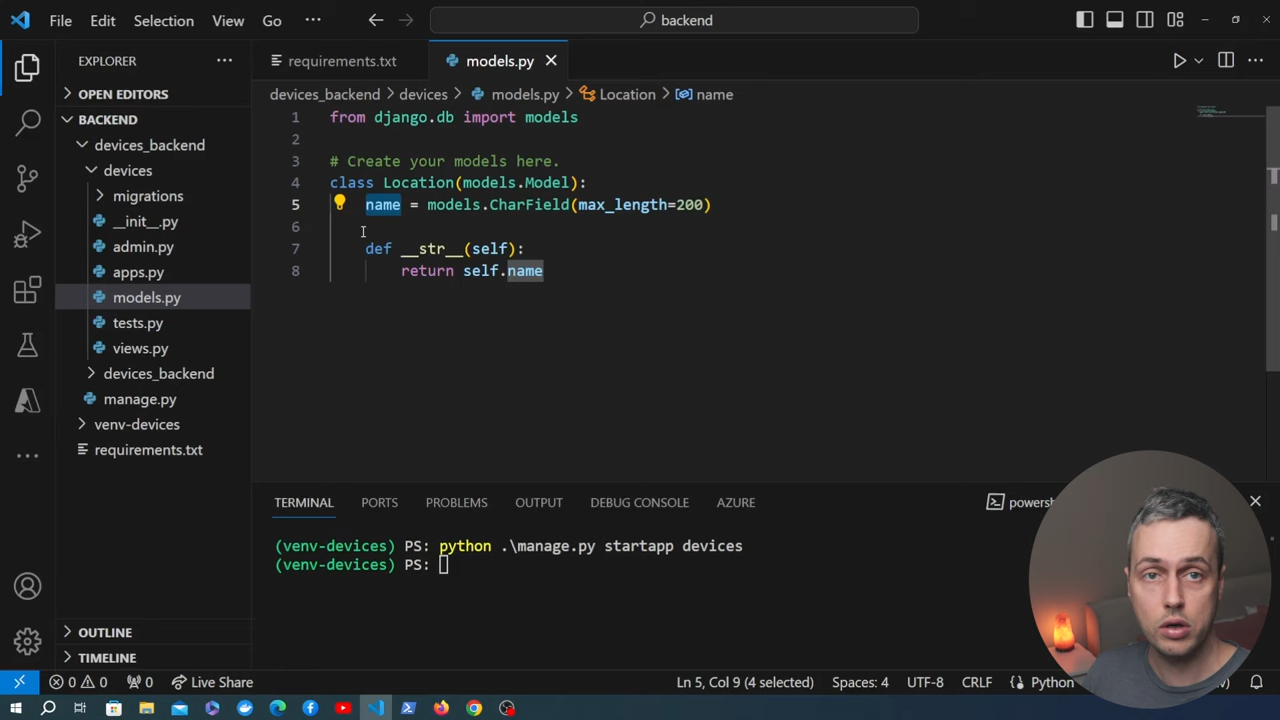 File Edit Selection View Go ··· backend
EXPLORER ···
requirements.txt
models.py
OPEN EDITORS
BACKEND
devices_backend
devices
migrations
__init__.py
admin.py
apps.py
models.py
tests.py
views.py
devices_backend
manage.py
venv-devices
requirements.txt
OUTLINE
TIMELINE
devices_backend > devices > models.py > Location > name
1 from django.db import models
2
3 # Create your models here.
4 class Location(models.Model):
5 name = models.CharField(max_length=200)
6
7 def __str__(self):
8 return self.name
TERMINAL PORTS PROBLEMS OUTPUT DEBUG CONSOLE AZURE
(venv-devices) PS: python .\manage.py startapp devices
(venv-devices) PS:
0 0 0 Live Share Ln 5, Col 9 (4 selected) Spaces: 4 UTF-8 CRLF Python